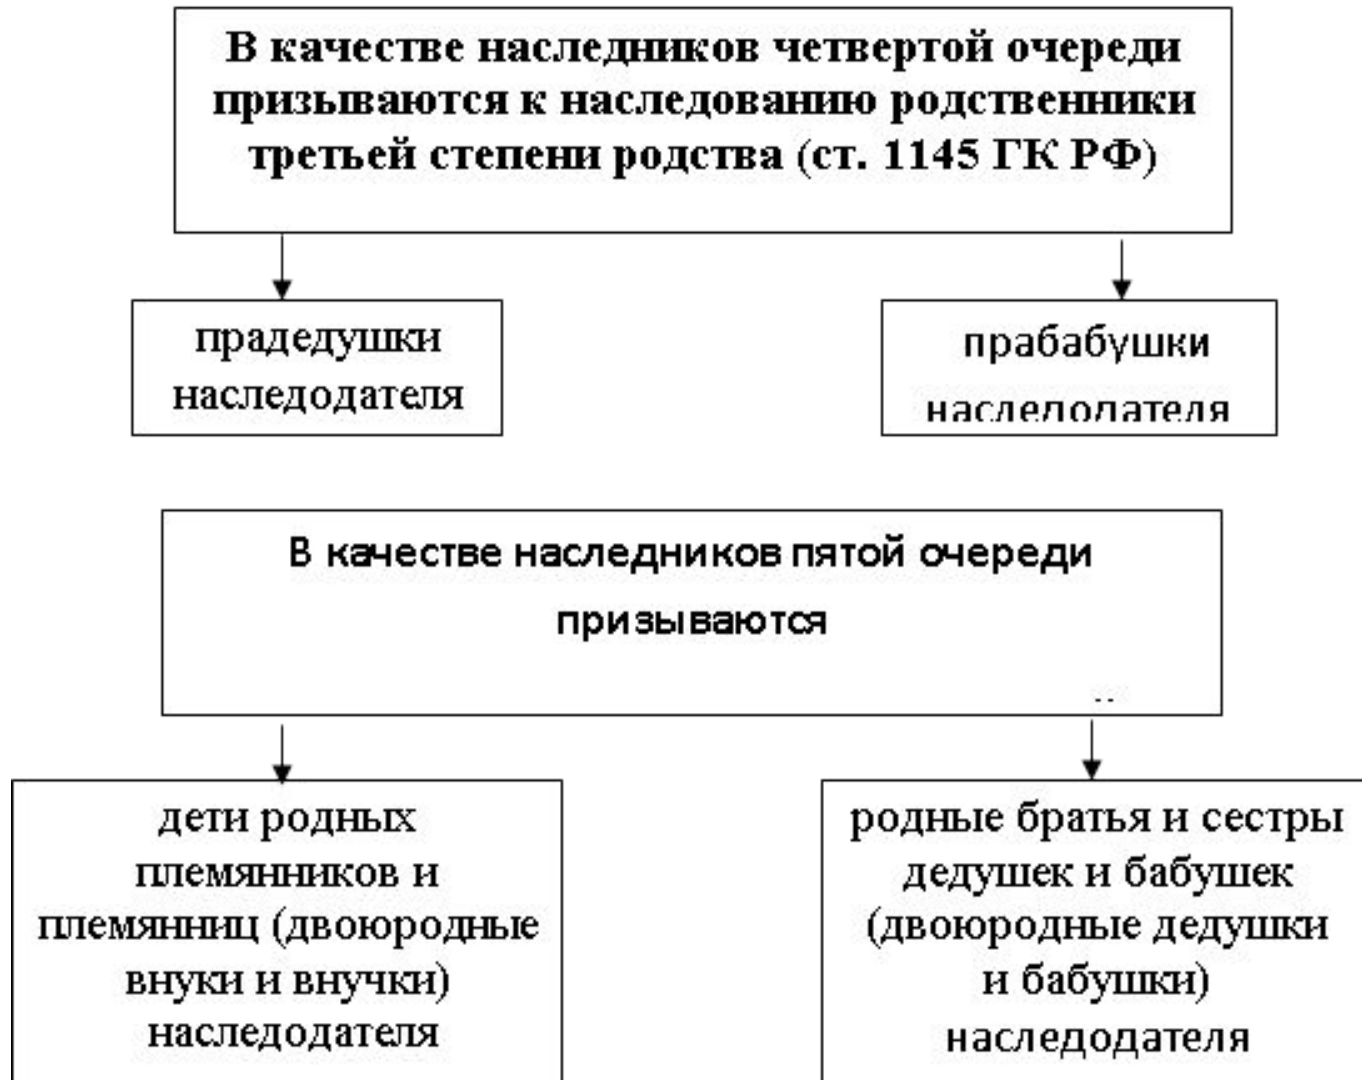 В качестве наследников четвертой очереди
призываются к наследованию родственники
третьей степени родства (ст. 1145 ГК РФ)
прадедушки
наследодателя
прабабушки
наследодателя
В качестве наследников пятой очереди
призываются
..
дети родных
племянников и
племянниц (двоюродные
внуки и внучки)
наследодателя
родные братья и сестры
дедушек и бабушек
(двоюродные дедушки
и бабушки)
наследодателя